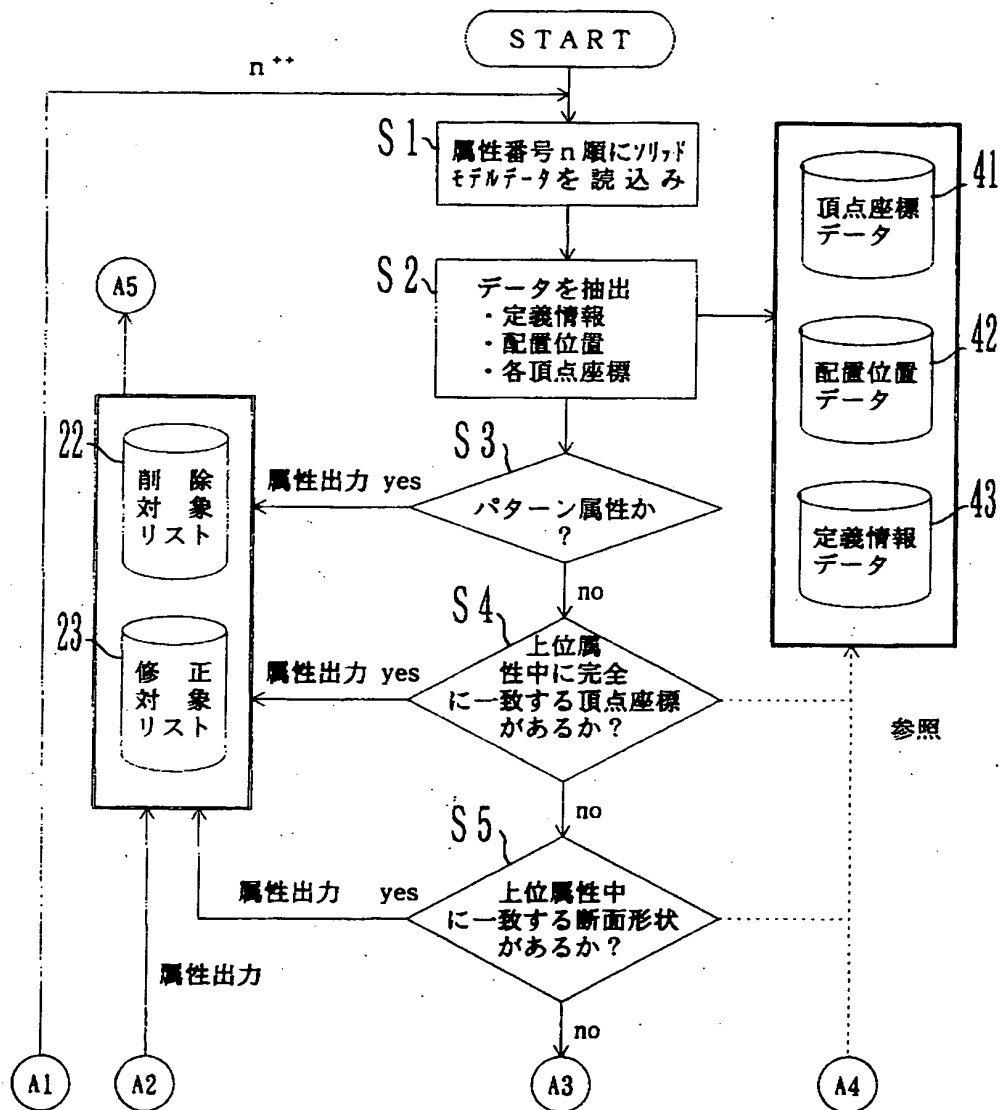 START
n++
S1
属性番号n順にソリッド
モデルデータを読込み
41
頂点座標
データ
S2
データを抽出
・定義情報
・配置位置
・各頂点座標
A5
42
配置位置
データ
S3
22
削除
対象
リスト
属性出力 yes
パターン属性か
?
43
定義情報
データ
no
S4
23
修正
対象
リスト
属性出力 yes
上位属
性中に完全
に一致する頂点座標
があるか?
参照
no
S5
属性出力 yes
上位属性中
に一致する断面形状
があるか?
属性出力
no
A1
A2
A3
A4